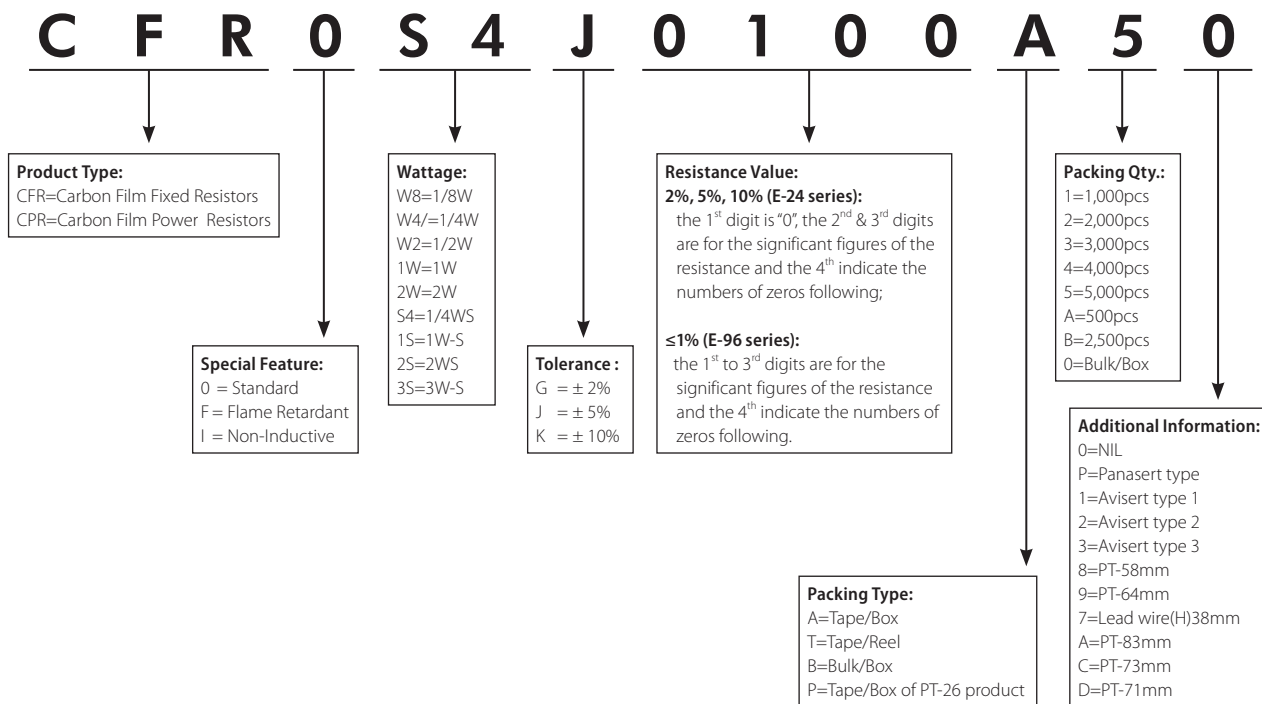 C F R 0 S 4 J 0 1 0 0 A 5 0
Product Type:
CFR=Carbon Film Fixed Resistors
CPR=Carbon Film Power Resistors
Special Feature:
0 = Standard
F = Flame Retardant
I = Non-Inductive
Wattage:
W8=1/8W
W4/=1/4W
W2=1/2W
1W=1W
2W=2W
S4=1/4WS
1S=1W-S
2S=2WS
3S=3W-S
Tolerance :
G = ± 2%
J = ± 5%
K = ± 10%
Resistance Value:
2%, 5%, 10% (E-24 series):
the 1st digit is "0", the 2nd & 3rd digits
are for the significant figures of the
resistance and the 4th indicate the
numbers of zeros following;
≤1% (E-96 series):
the 1st to 3rd digits are for the
significant figures of the resistance
and the 4th indicate the numbers of
zeros following.
Packing Type:
A=Tape/Box
T=Tape/Reel
B=Bulk/Box
P=Tape/Box of PT-26 product
Packing Qty.:
1=1,000pcs
2=2,000pcs
3=3,000pcs
4=4,000pcs
5=5,000pcs
A=500pcs
B=2,500pcs
0=Bulk/Box
Additional Information:
0=NIL
P=Panasert type
1=Avisert type 1
2=Avisert type 2
3=Avisert type 3
8=PT-58mm
9=PT-64mm
7=Lead wire(H)38mm
A=PT-83mm
C=PT-73mm
D=PT-71mm